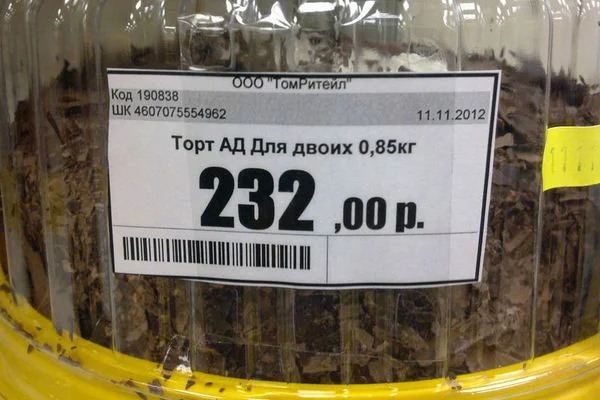 ООО "ТомРитейл"
Код 190838
ШК 4607075554962 11.11.2012
Торт АД Для двоих 0,85кг
232 ,00 р.